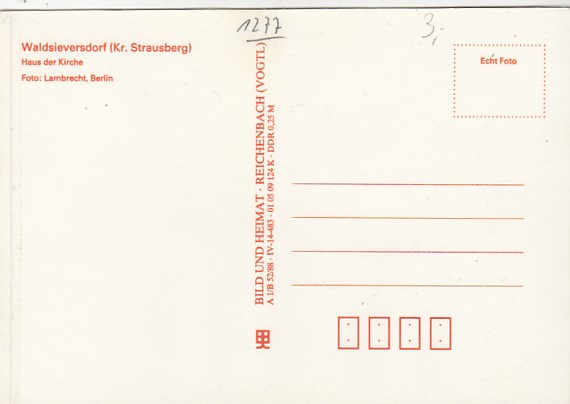 1277
3,-
Waldsieversdorf (Kr. Strausberg)
Haus der Kirche
Foto: Lambrecht, Berlin
Echt Foto
BILD UND HEIMAT · REICHENBACH (VOGTL)
A 1/B 52/88 · IV-14-483 · 01 05 09 124 K · DDR 0,25 M